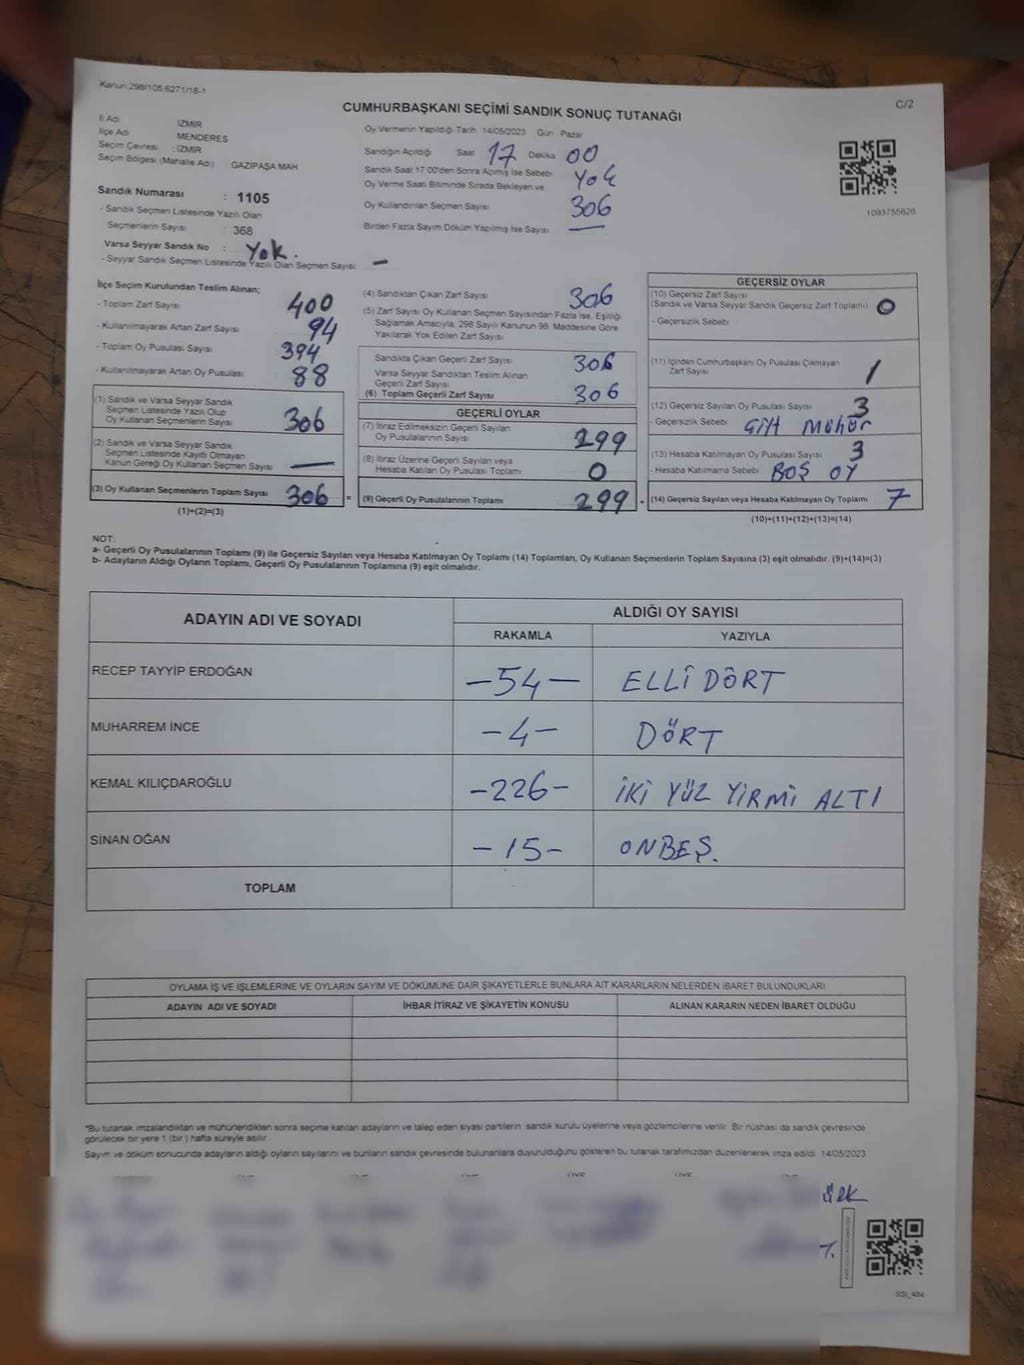 Kanun:298/105.6271/18-1
C/2
CUMHURBAŞKANI SEÇİMİ SANDIK SONUÇ TUTANAĞI
İl Adı : İZMİR
İlçe Adı : MENDERES
Seçim Çevresi : İZMİR
Seçim Bölgesi (Mahalle Adı) GAZİPAŞA MAH
Sandık Numarası : 1105
- Sandık Seçmen Listesinde Yazılı Olan
Seçmenlerin Sayısı : 368
Varsa Seyyar Sandık No : Yok.
- Seyyar Sandık Seçmen Listesinde Yazılı Olan Seçmen Sayısı —
Oy Vermenin Yapıldığı Tarih 14/05/2023 Gün Pazar
Sandığın Açıldığı Saat 17 Dakika 00
Sandık Saat 17:00'den Sonra Açımış İse Sebebi Yok
Oy Verme Saati Bitiminde Sırada Bekleyen ve
Oy Kullandırılan Seçmen Sayısı 306
Birden Fazla Sayım Döküm Yapılmış İse Sayısı —
1093755626
İlçe Seçim Kurulundan Teslim Alınan;
- Toplam Zarf Sayısı 400
- Kullanılmayarak Artan Zarf Sayısı 94
- Toplam Oy Pusulası Sayısı 394
- Kullanılmayarak Artan Oy Pusulası 88
(1) Sandık ve Varsa Seyyar Sandık
Seçmen Listesinde Yazılı Olup
Oy Kullanan Seçmenlerin Sayısı 306
(2) Sandık ve Varsa Seyyar Sandık
Seçmen Listesinde Kayıtlı Olmayan
Kanun Gereği Oy Kullanan Seçmen Sayısı —
(3) Oy Kullanan Seçmenlerin Toplam Sayısı 306 =
(1)+(2)=(3)
(4) Sandıktan Çıkan Zarf Sayısı 306
(5) Zarf Sayısı Oy Kullanan Seçmen Sayısından Fazla İse, Eşitliği
Sağlamak Amacıyla, 298 Sayılı Kanunun 98. Maddesine Göre
Yakılarak Yok Edilen Zarf Sayısı
Sandıkta Çıkan Geçerli Zarf Sayısı 306
Varsa Seyyar Sandıktan Teslim Alınan
Geçerli Zarf Sayısı
(6) Toplam Geçerli Zarf Sayısı 306
GEÇERLİ OYLAR
(7) İtiraz Edilmeksizin Geçerli Sayılan
Oy Pusulalarının Sayısı 299
(8) İtiraz Üzerine Geçerli Sayılan veya
Hesaba Katılan Oy Pusulası Toplamı 0
(9) Geçerli Oy Pusulalarının Toplamı 299
GEÇERSİZ OYLAR
(10) Geçersiz Zarf Sayısı
(Sandık ve Varsa Seyyar Sandık Geçersiz Zarf Toplamı) 0
- Geçersizlik Sebebi
(11) İçinden Cumhurbaşkanı Oy Pusulası Çıkmayan
Zarf Sayısı 1
(12) Geçersiz Sayılan Oy Pusulası Sayısı 3
- Geçersizlik Sebebi Çift Mühür
(13) Hesaba Katılmayan Oy Pusulası Sayısı 3
- Hesaba Katılmama Sebebi BOŞ OY
(14) Geçersiz Sayılan veya Hesaba Katılmayan Oy Toplamı 7
(10)+(11)+(12)+(13)=(14)
NOT:
a- Geçerli Oy Pusulalarının Toplamı (9) ile Geçersiz Sayılan veya Hesaba Katılmayan Oy Toplamı (14) Toplamları, Oy Kullanan Seçmenlerin Toplam Sayısına (3) eşit olmalıdır. (9)+(14)=(3)
b- Adayların Aldığı Oyların Toplamı, Geçerli Oy Pusulalarının Toplamına (9) eşit olmalıdır.
ADAYIN ADI VE SOYADI
ALDIĞI OY SAYISI
RAKAMLA YAZIYLA
RECEP TAYYİP ERDOĞAN -54- ELLİ DÖRT
MUHARREM İNCE -4- DÖRT
KEMAL KILIÇDAROĞLU -226- İKİ YÜZ YİRMİ ALTI
SİNAN OĞAN -15- ONBEŞ.
TOPLAM
OYLAMA İŞ VE İŞLEMLERİNE VE OYLARIN SAYIM VE DÖKÜMÜNE DAİR ŞİKAYETLERLE BUNLARA AİT KARARLARIN NELERDEN İBARET BULUNDUKLARI
ADAYIN ADI VE SOYADI İHBAR İTİRAZ VE ŞİKAYETİN KONUSU ALINAN KARARIN NEDEN İBARET OLDUĞU
*Bu tutanak imzalandıktan ve mühürlendikten sonra seçime katılan adayların ve talep eden siyasi partilerin sandık kurulu üyelerine veya gözlemcilerine verilir. Bir nüshası da sandık çevresinde
görülecek bir yere 1 (bir) hafta süreyle asılır.
Sayım ve döküm sonucunda adayların aldığı oyların sayılarını ve bunların sandık çevresinde bulunanlara duyurulduğunu gösteren bu tutanak tarafımızdan düzenlenerek imza edildi. 14/05/2023